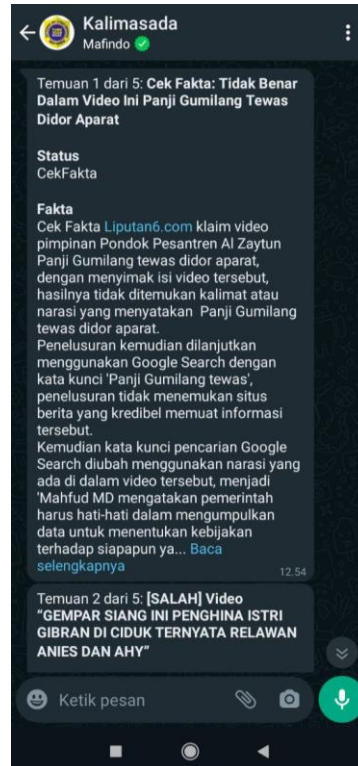 Kalimasada
Mafindo
Temuan 1 dari 5: Cek Fakta: Tidak Benar
Dalam Video Ini Panji Gumilang Tewas
Didor Aparat
Status
CekFakta
Fakta
Cek Fakta Liputan6.com klaim video
pimpinan Pondok Pesantren Al Zaytun
Panji Gumilang tewas didor aparat,
dengan menyimak isi video tersebut,
hasilnya tidak ditemukan kalimat atau
narasi yang menyatakan  Panji Gumilang
tewas didor aparat.
Penelusuran kemudian dilanjutkan
menggunakan Google Search dengan
kata kunci 'Panji Gumilang tewas',
penelusuran tidak menemukan situs
berita yang kredibel memuat informasi
tersebut.
Kemudian kata kunci pencarian Google
Search diubah menggunakan narasi yang
ada di dalam video tersebut, menjadi
'Mahfud MD mengatakan pemerintah
harus hati-hati dalam mengumpulkan
data untuk menentukan kebijakan
terhadap siapapun ya... Baca
selengkapnya
12.54
Temuan 2 dari 5: [SALAH] Video
“GEMPAR SIANG INI PENGHINA ISTRI
GIBRAN DI CIDUK TERNYATA RELAWAN
ANIES DAN AHY”
Ketik pesan